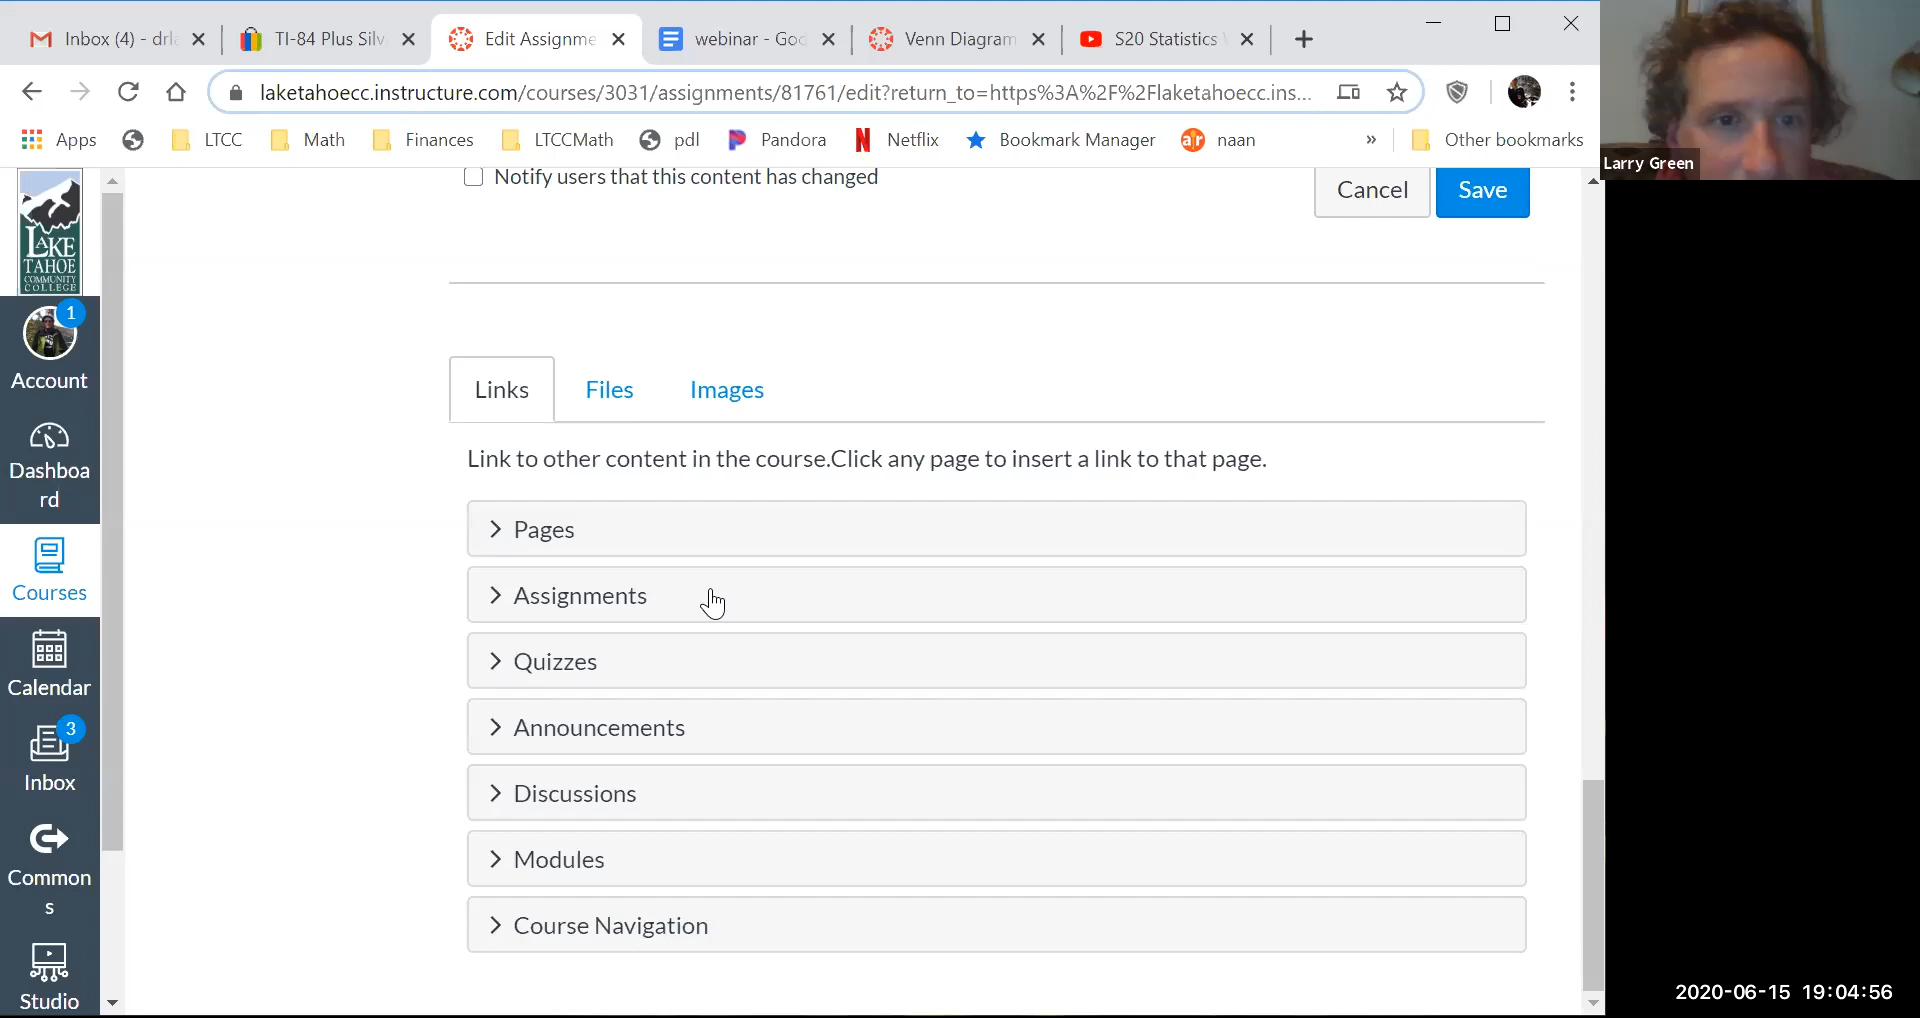 Inbox (4) - drla
TI-84 Plus Silv
Edit Assignme
webinar - Goo
Venn Diagram
S20 Statistics
laketahoecc.instructure.com/courses/3031/assignments/81761/edit?return_to=https%3A%2F%2Flaketahoecc.ins...
Apps
LTCC
Math
Finances
LTCCMath
pdl
Pandora
Netflix
Bookmark Manager
naan
»
Other bookmarks
Larry Green
LAKE
TAHOE
COMMUNITY
COLLEGE
1
Account
Dashboa
rd
Courses
Calendar
3
Inbox
Common
s
Studio
Notify users that this content has changed
Cancel
Save
Links
Files
Images
Link to other content in the course.Click any page to insert a link to that page.
Pages
Assignments
Quizzes
Announcements
Discussions
Modules
Course Navigation
2020-06-15 19:04:56